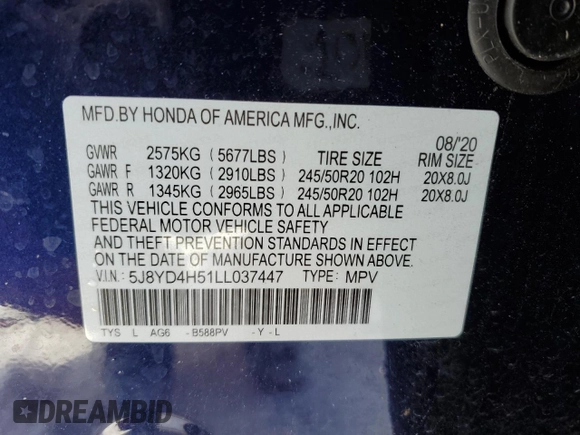 MFD. BY HONDA OF AMERICA MFG., INC.
08/'20
GVWR 2575KG (5677LBS) TIRE SIZE RIM SIZE
GAWR F 1320KG (2910LBS) 245/50R20 102H 20X8.0J
GAWR R 1345KG (2965LBS) 245/50R20 102H 20X8.0J
THIS VEHICLE CONFORMS TO ALL APPLICABLE
FEDERAL MOTOR VEHICLE SAFETY
AND THEFT PREVENTION STANDARDS IN EFFECT
ON THE DATE OF MANUFACTURE SHOWN ABOVE.
V.I.N.: 5J8YD4H51LL037447 TYPE: MPV
TYS L AG6 -B588PV -Y-L
DREAMBID